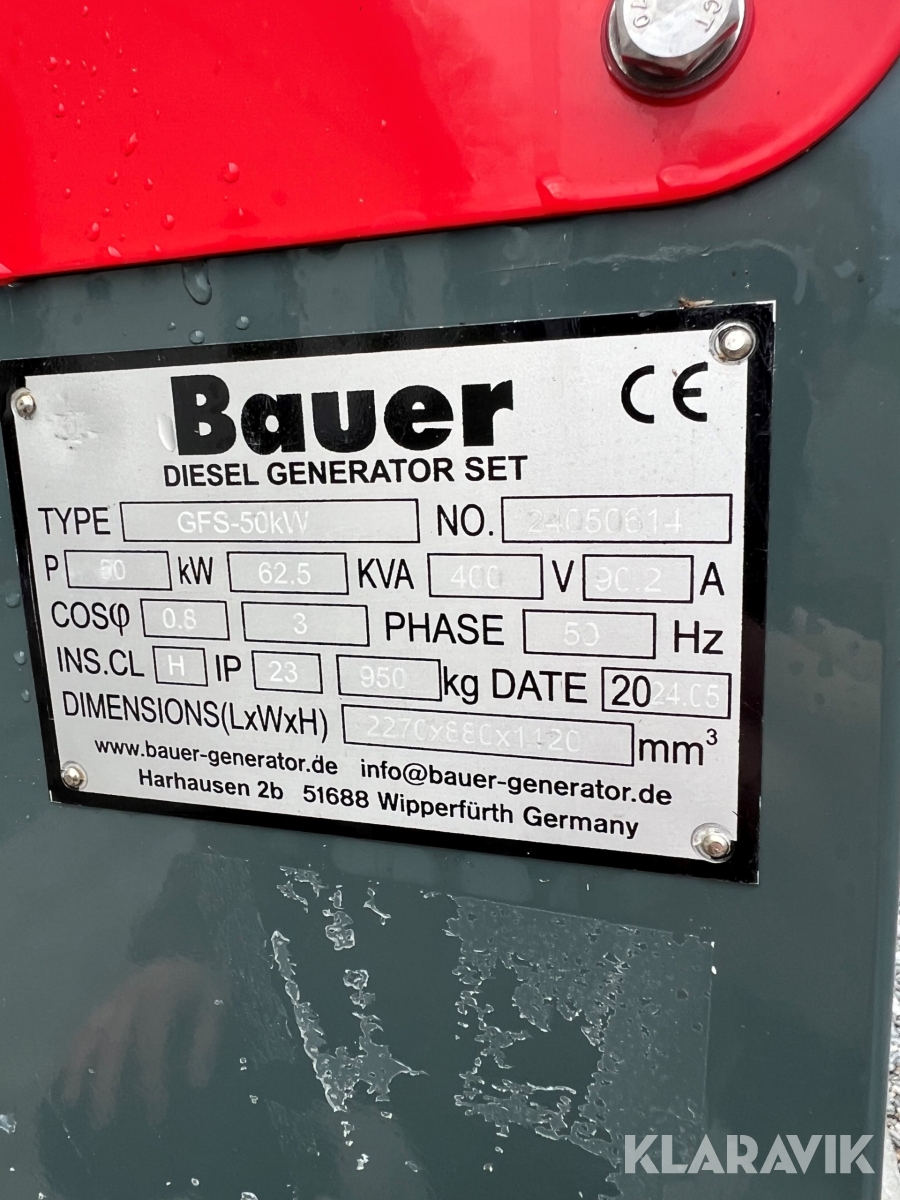 Bauer CE
DIESEL GENERATOR SET
TYPE GFS-50kW NO. 24050614
P 50 kW 62.5 KVA 400 V 90.2 A
COSφ 0.8 3 PHASE 50 Hz
INS.CL H IP 23 950 kg DATE 2024.05
DIMENSIONS(LxWxH) 2270x880x1120 mm³
www.bauer-generator.de info@bauer-generator.de
Harhausen 2b 51688 Wipperfürth Germany
KLARAVIK